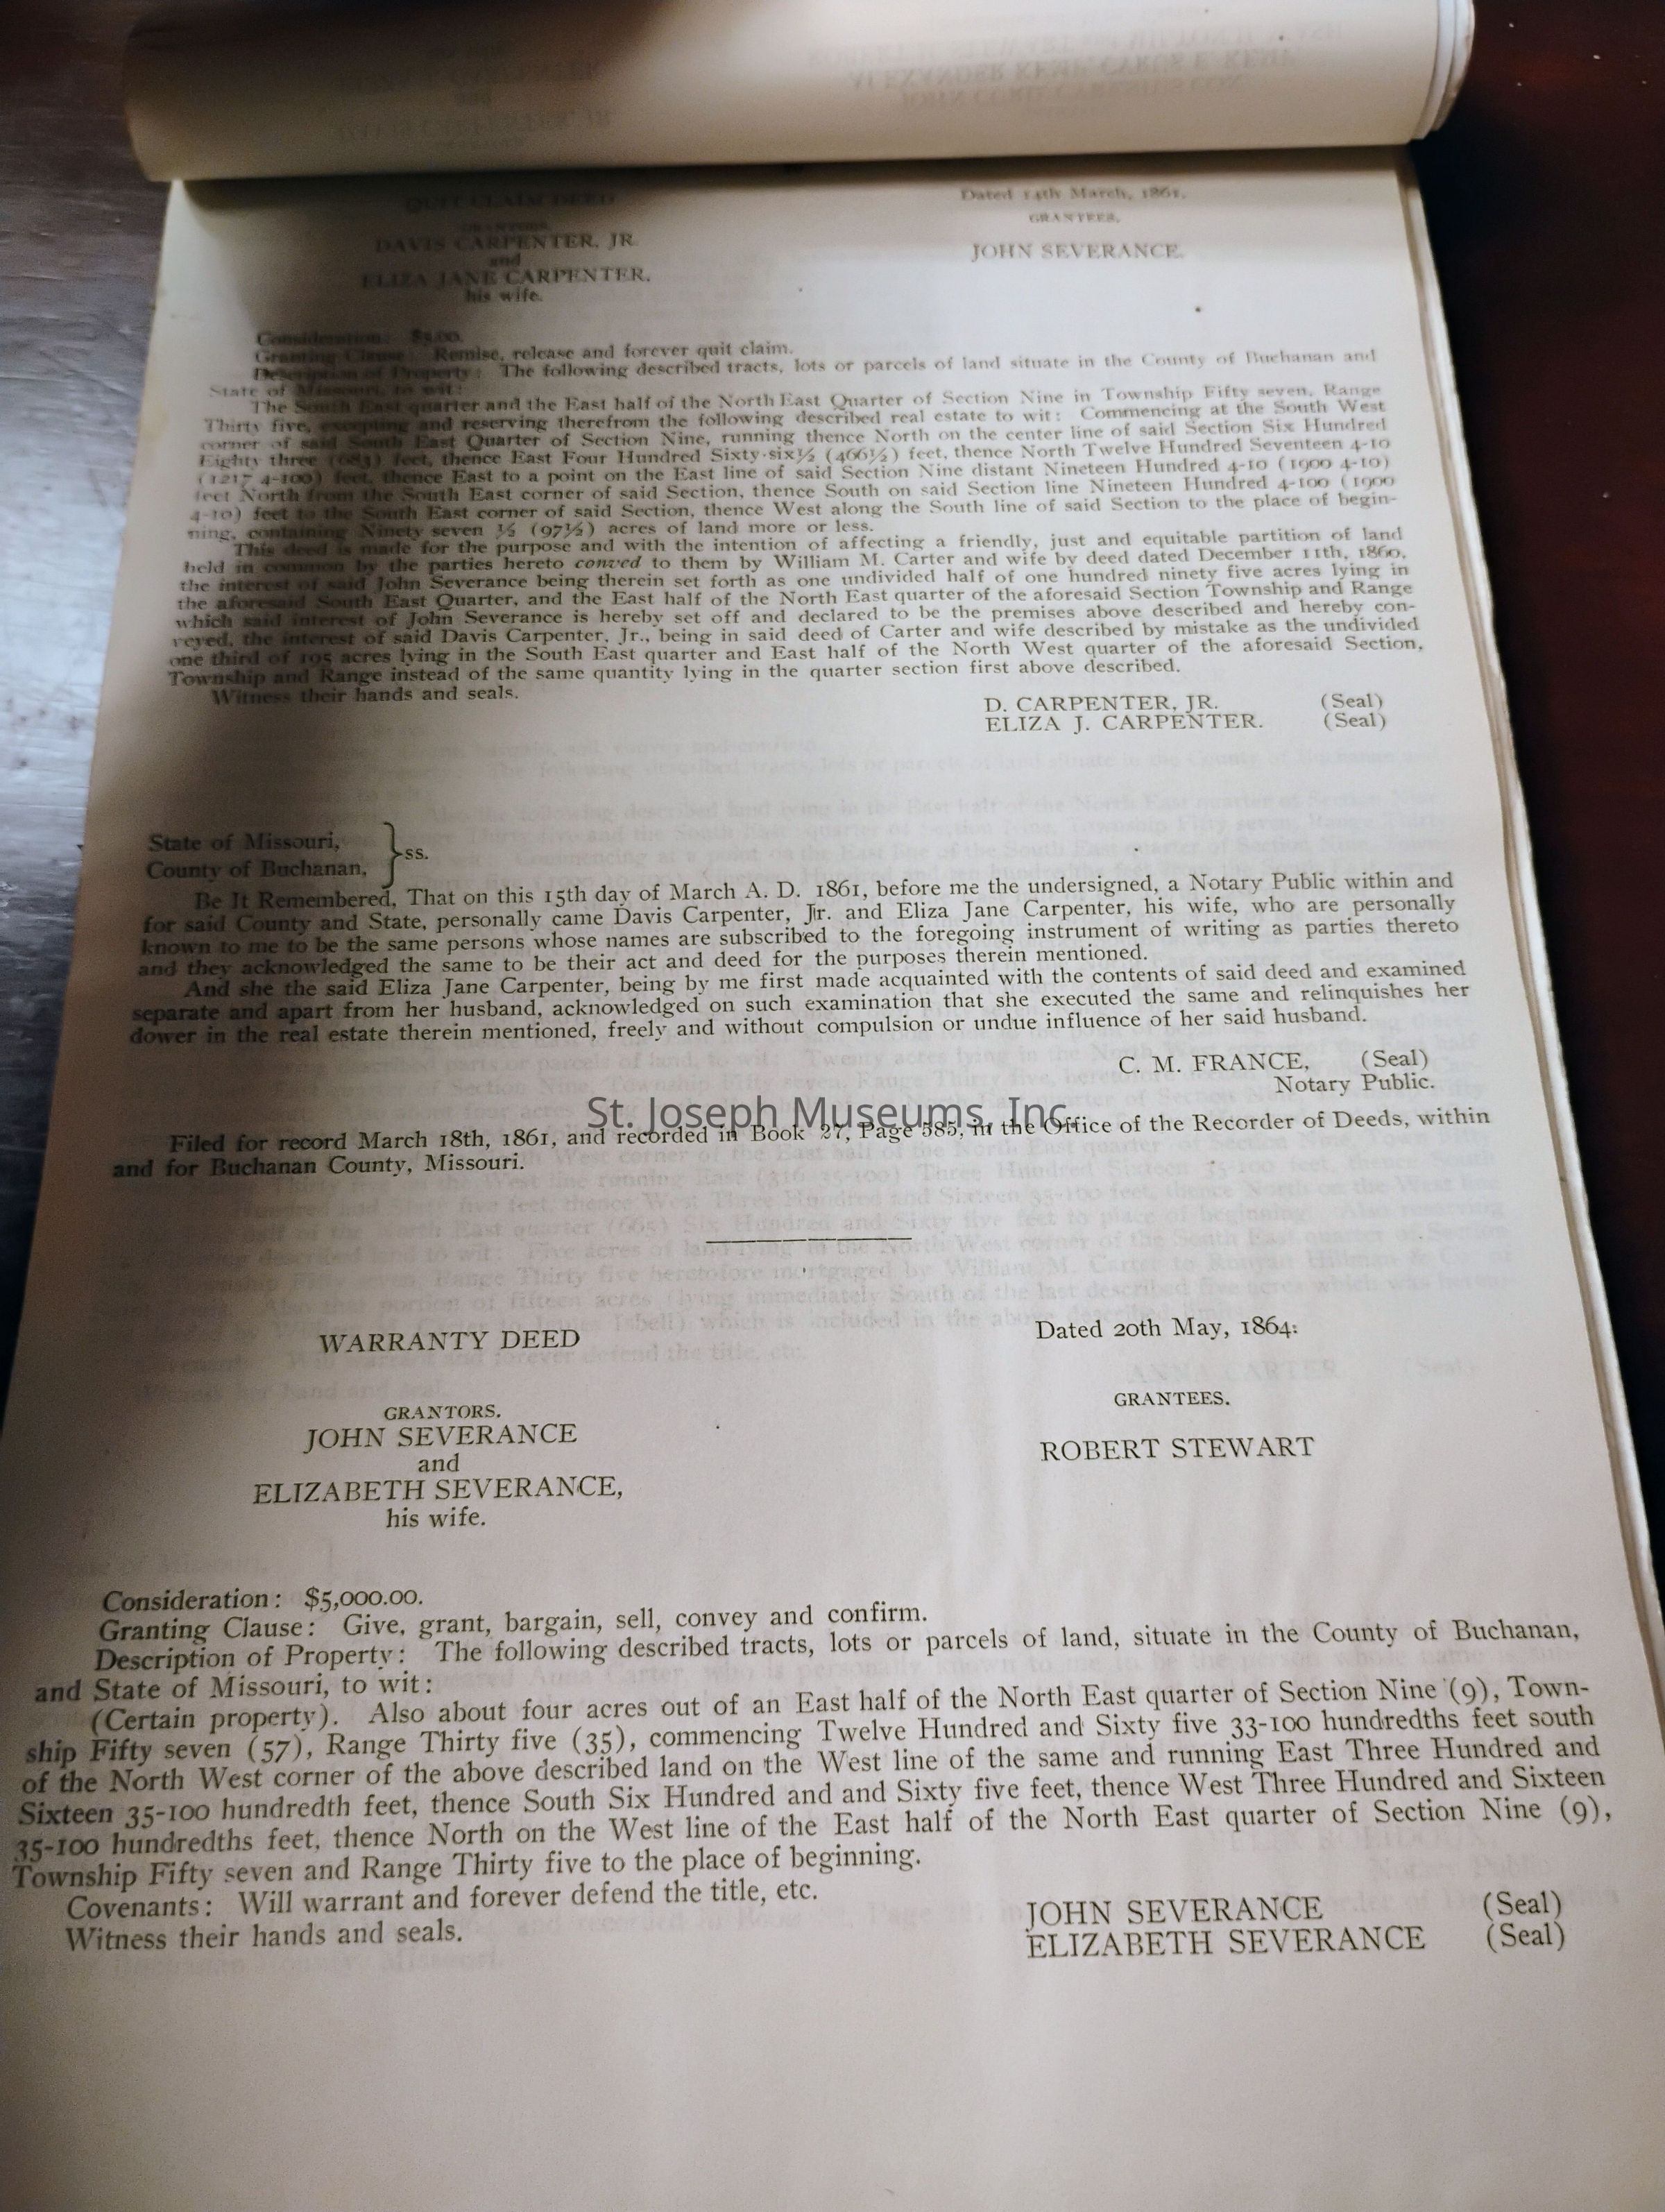 QUIT CLAIM DEED
Dated 14th March, 1861.
GRANTORS.
GRANTEES.
DAVIS CARPENTER, JR.
and
ELIZA JANE CARPENTER.
his wife.
JOHN SEVERANCE.
Consideration: $5.00.
Granting Clause: Remise, release and forever quit claim.
Description of Property: The following described tracts, lots or parcels of land situate in the County of Buchanan and
State of Missouri, to wit:
The South East quarter and the East half of the North East Quarter of Section Nine in Township Fifty seven, Range
Thirty five, excepting and reserving therefrom the following described real estate to wit: Commencing at the South West
corner of said South East Quarter of Section Nine, running thence North on the center line of said Section Six Hundred
Eighty three (683) feet, thence East Four Hundred Sixty-six½ (466½) feet, thence North Twelve Hundred Seventeen 4-10
(1217 4-100) feet, thence East to a point on the East line of said Section Nine distant Nineteen Hundred 4-10 (1900 4-10)
feet North from the South East corner of said Section, thence South on said Section line Nineteen Hundred 4-100 (1900
4-10) feet to the South East corner of said Section, thence West along the South line of said Section to the place of begin-
ning, containing Ninety seven ½ (97½) acres of land more or less.
This deed is made for the purpose and with the intention of affecting a friendly, just and equitable partition of land
held in common by the parties hereto conved to them by William M. Carter and wife by deed dated December 11th, 1860,
the interest of said John Severance being therein set forth as one undivided half of one hundred ninety five acres lying in
the aforesaid South East Quarter, and the East half of the North East quarter of the aforesaid Section Township and Range
which said interest of John Severance is hereby set off and declared to be the premises above described and hereby con-
veyed, the interest of said Davis Carpenter, Jr., being in said deed of Carter and wife described by mistake as the undivided
one third of 195 acres lying in the South East quarter and East half of the North West quarter of the aforesaid Section,
Township and Range instead of the same quantity lying in the quarter section first above described.
Witness their hands and seals.
D. CARPENTER, JR. (Seal)
ELIZA J. CARPENTER. (Seal)
State of Missouri,
County of Buchanan, } ss.
Be It Remembered, That on this 15th day of March A. D. 1861, before me the undersigned, a Notary Public within and
for said County and State, personally came Davis Carpenter, Jr. and Eliza Jane Carpenter, his wife, who are personally
known to me to be the same persons whose names are subscribed to the foregoing instrument of writing as parties thereto
and they acknowledged the same to be their act and deed for the purposes therein mentioned.
And she the said Eliza Jane Carpenter, being by me first made acquainted with the contents of said deed and examined
separate and apart from her husband, acknowledged on such examination that she executed the same and relinquishes her
dower in the real estate therein mentioned, freely and without compulsion or undue influence of her said husband.
C. M. FRANCE, (Seal)
Notary Public.
St. Joseph Museums, Inc.
Filed for record March 18th, 1861, and recorded in Book 27, Page 585, in the Office of the Recorder of Deeds, within
and for Buchanan County, Missouri.
WARRANTY DEED
Dated 20th May, 1864:
GRANTORS.
GRANTEES.
JOHN SEVERANCE
and
ELIZABETH SEVERANCE,
his wife.
ROBERT STEWART
Consideration: $5,000.00.
Granting Clause: Give, grant, bargain, sell, convey and confirm.
Description of Property: The following described tracts, lots or parcels of land, situate in the County of Buchanan,
and State of Missouri, to wit:
(Certain property). Also about four acres out of an East half of the North East quarter of Section Nine (9), Town-
ship Fifty seven (57), Range Thirty five (35), commencing Twelve Hundred and Sixty five 33-100 hundredths feet south
of the North West corner of the above described land on the West line of the same and running East Three Hundred and
Sixteen 35-100 hundredth feet, thence South Six Hundred and and Sixty five feet, thence West Three Hundred and Sixteen
35-100 hundredths feet, thence North on the West line of the East half of the North East quarter of Section Nine (9),
Township Fifty seven and Range Thirty five to the place of beginning.
Covenants: Will warrant and forever defend the title, etc.
Witness their hands and seals.
JOHN SEVERANCE (Seal)
ELIZABETH SEVERANCE (Seal)